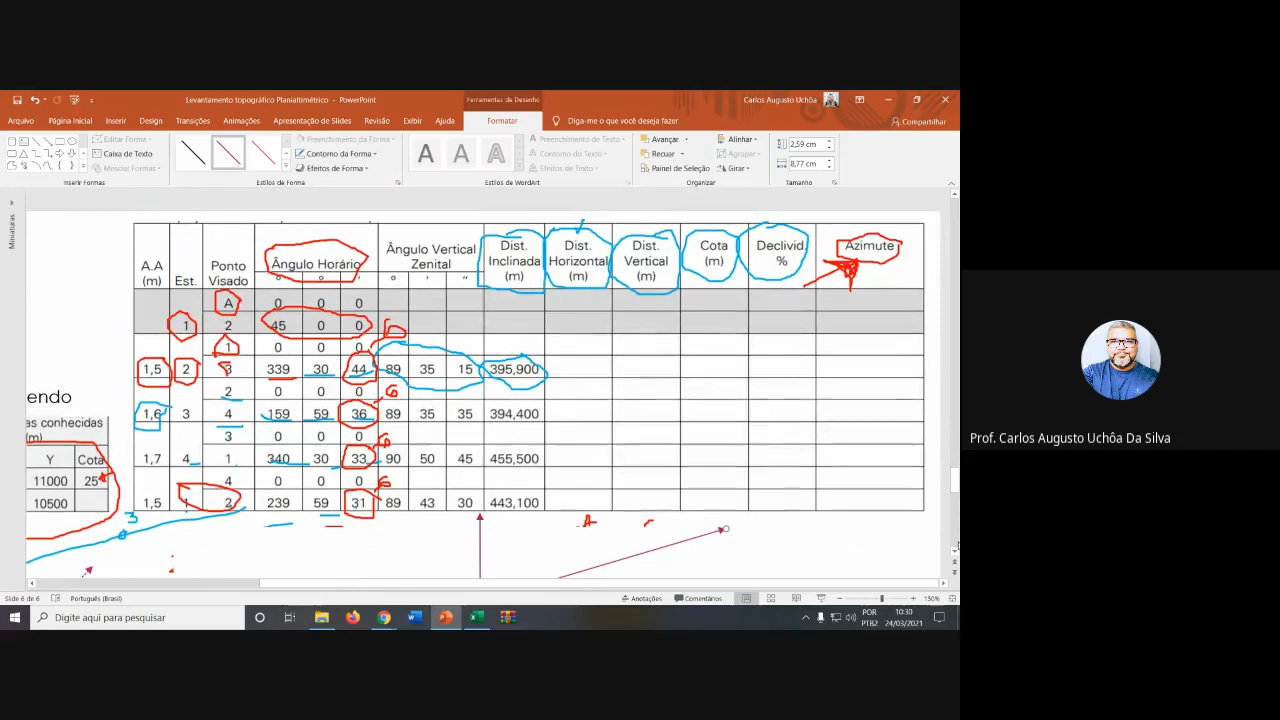 Levantamento topográfico Planialtimétrico - PowerPoint
Ferramentas de Desenho
Carlos Augusto Uchôa
Arquivo Página Inicial Inserir Design Transições Animações Apresentação de Slides Revisão Exibir Ajuda Formatar Diga-me o que você deseja fazer Compartilhar
Editar Forma
Caixa de Texto
Mesclar Formas
Inserir Formas
Preenchimento da Forma
Contorno da Forma
Efeitos de Forma
Estilos de Forma
A A A
Preenchimento de Texto
Contorno do Texto
Efeitos de Texto
Estilos de WordArt
Avançar
Recuar
Painel de Seleção
Alinhar
Agrupar
Girar
Organizar
2,59 cm
8,77 cm
Tamanho
Miniaturas
A.A (m) Est. Ponto Visado Ângulo Horário Ângulo Vertical Zenital Dist. Inclinada (m) Dist. Horizontal (m) Dist. Vertical (m) Cota (m) Declivid. % Azimute
° ‘ “ ° ‘ “
A 0 0 0
1 2 45 0 0
1 0 0 0
1,5 2 3 339 30 44 89 35 15 395,900
2 0 0 0
1,6 3 4 159 59 36 89 35 35 394,400
3 0 0 0
1,7 4 1 340 30 33 90 50 45 455,500
4 0 0 0
1,5 1 2 239 59 31 89 43 30 443,100
endo
as conhecidas
(m)
Y Cota
11000 25
10500
3
A
Slide 6 de 6 Português (Brasil) Anotações Comentários 150%
Digite aqui para pesquisar
POR
PTB2
10:30
24/03/2021
Prof. Carlos Augusto Uchôa Da Silva